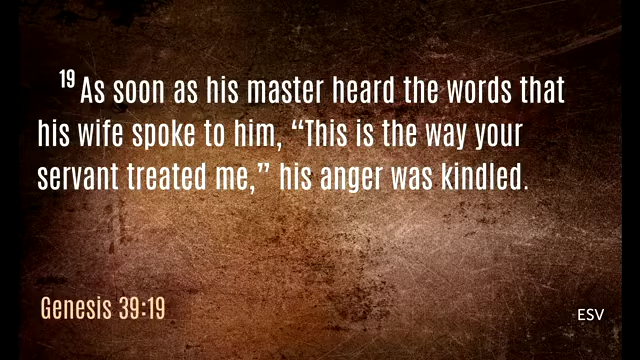 19 As soon as his master heard the words that
his wife spoke to him, “This is the way your
servant treated me,” his anger was kindled.
Genesis 39:19
ESV